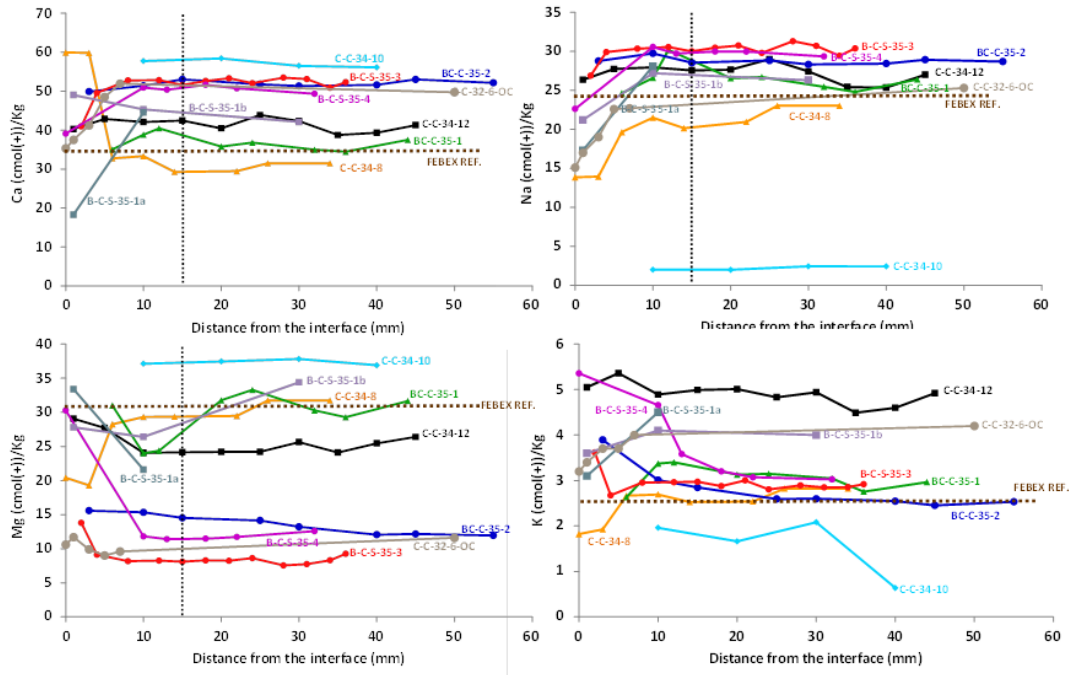 70
60
50
40
30
20
10
0
Ca (cmol(+))/Kg
0 10 20 30 40 50 60
Distance from the interface (mm)
C-C-34-10
B-C-S-35-3
BC-C-35-2
B-C-S-35-4
C-32-6-OC
B-C-S-35-1b
C-C-34-12
BC-C-35-1
FEBEX REF.
C-C-34-8
B-C-S-35-1a
35
30
25
20
15
10
5
0
Na (cmol(+))/Kg
0 10 20 30 40 50 60
Distance from the interface (mm)
B-C-S-35-3
BC-C-35-2
B-C-S-35-4
C-C-34-12
C-C-32-6-OC
BC-C-35-1
B-C-S-35-1b
FEBEX REF.
-35-1a
C-C-34-8
C-C-34-10
40
35
30
25
20
15
10
5
0
Mg (cmol(+))/Kg
0 10 20 30 40 50 60
Distance from the interface (mm)
C-C-34-10
B-C-S-35-1b
C-C-34-8
BC-C-35-1
FEBEX REF.
C-C-34-12
B-C-S-35-1a
BC-C-35-2
B-C-S-35-4
C-C-32-6-OC
B-C-S-35-3
6
5
4
3
2
1
0
K (cmol(+))/Kg
0 10 20 30 40 50 60
Distance from the interface (mm)
C-C-34-12
B-C-S-35-4
B-C-S-35-1a
B-C-S-35-1b
C-C-32-6-OC
B-C-S-35-3
BC-C-35-1
FEBEX REF.
BC-C-35-2
C-C-34-8
C-C-34-10